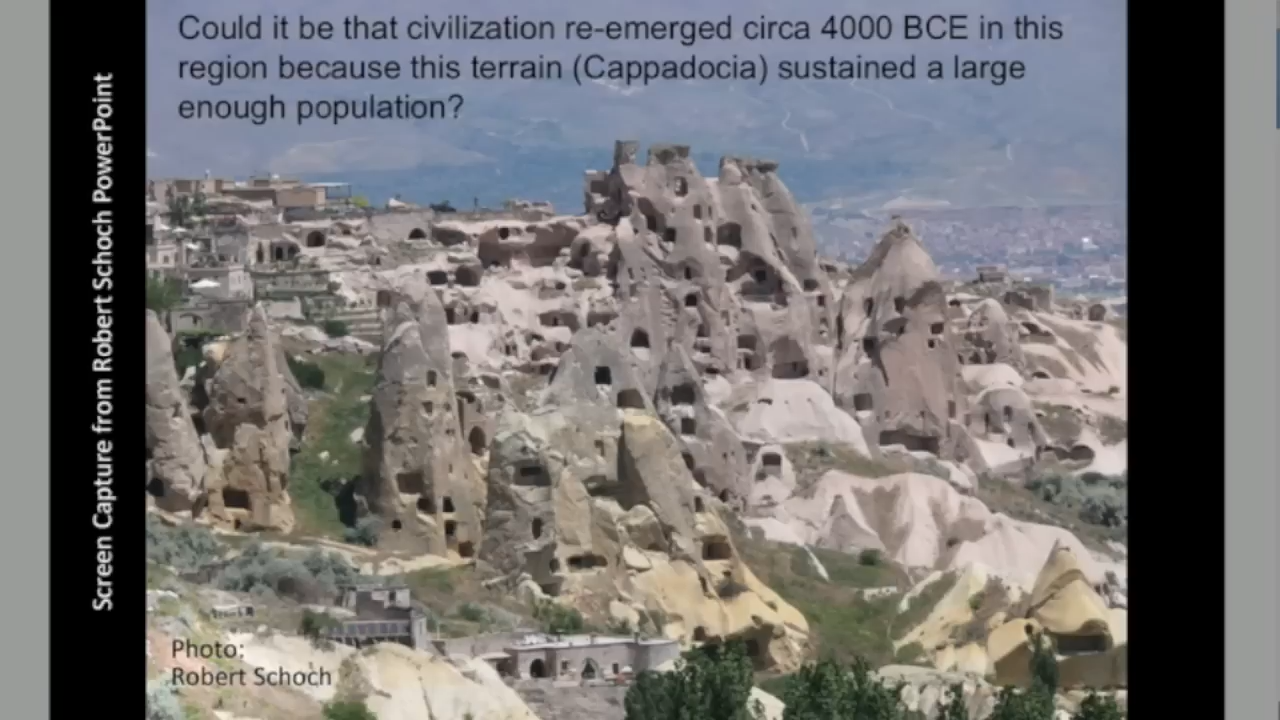 Could it be that civilization re-emerged circa 4000 BCE in this
region because this terrain (Cappadocia) sustained a large
enough population?
Screen Capture from Robert Schoch PowerPoint
Photo:
Robert Schoch